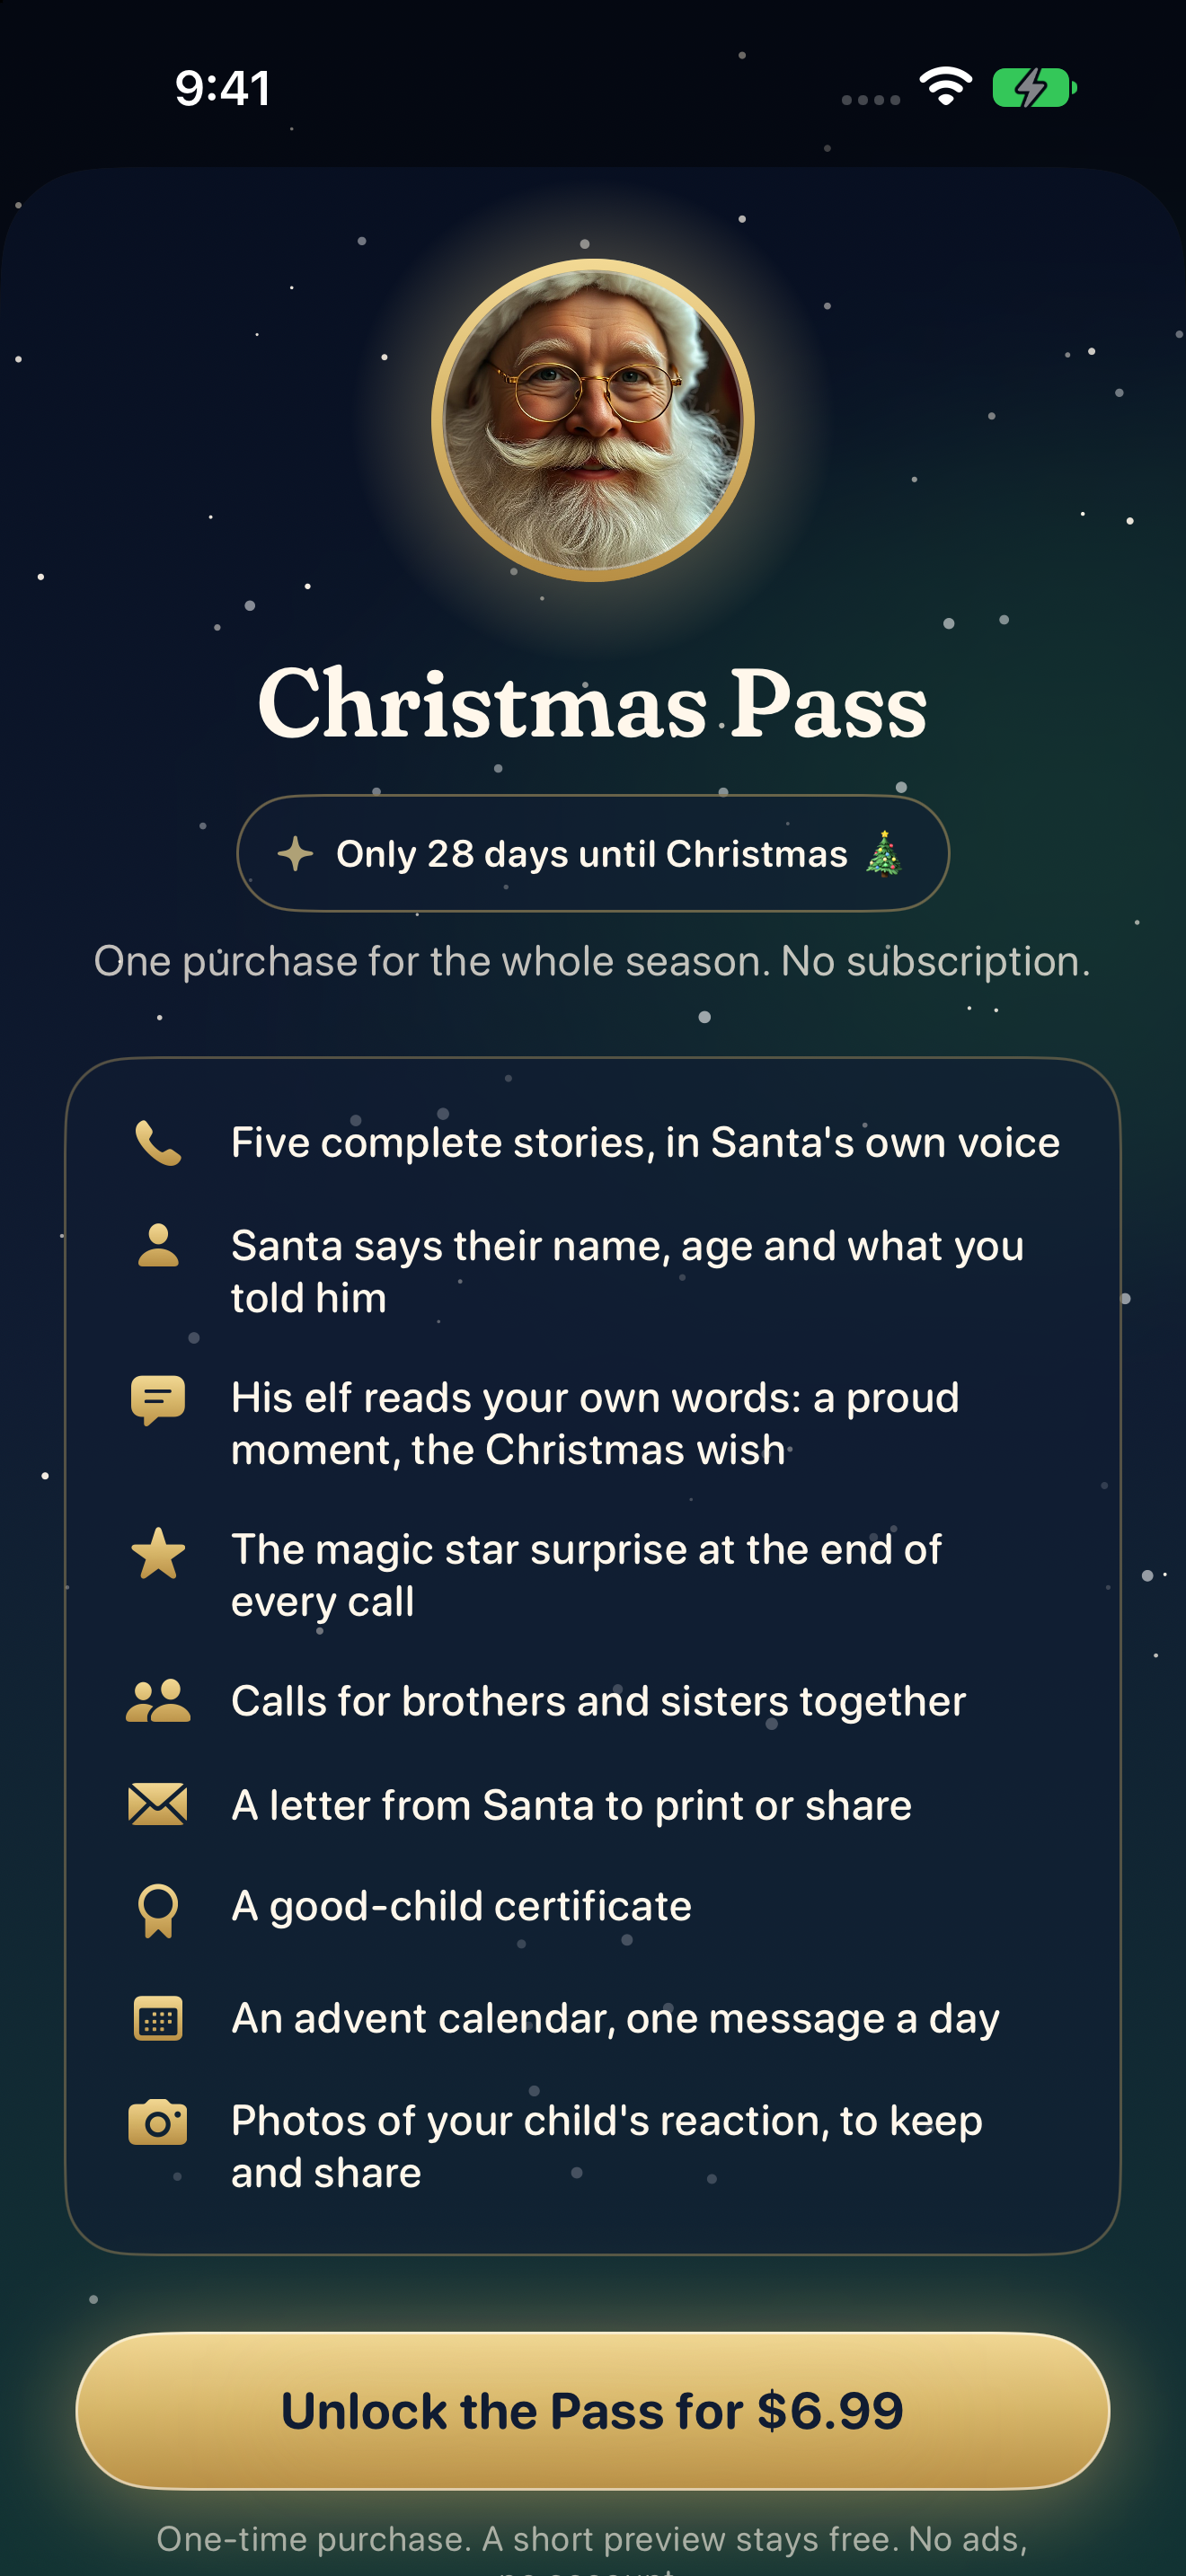 9:41
Christmas Pass
Only 28 days until Christmas 🎄
One purchase for the whole season. No subscription.
Five complete stories, in Santa's own voice
Santa says their name, age and what you
told him
His elf reads your own words: a proud
moment, the Christmas wish
The magic star surprise at the end of
every call
Calls for brothers and sisters together
A letter from Santa to print or share
A good-child certificate
An advent calendar, one message a day
Photos of your child's reaction, to keep
and share
Unlock the Pass for $6.99
One-time purchase. A short preview stays free. No ads,